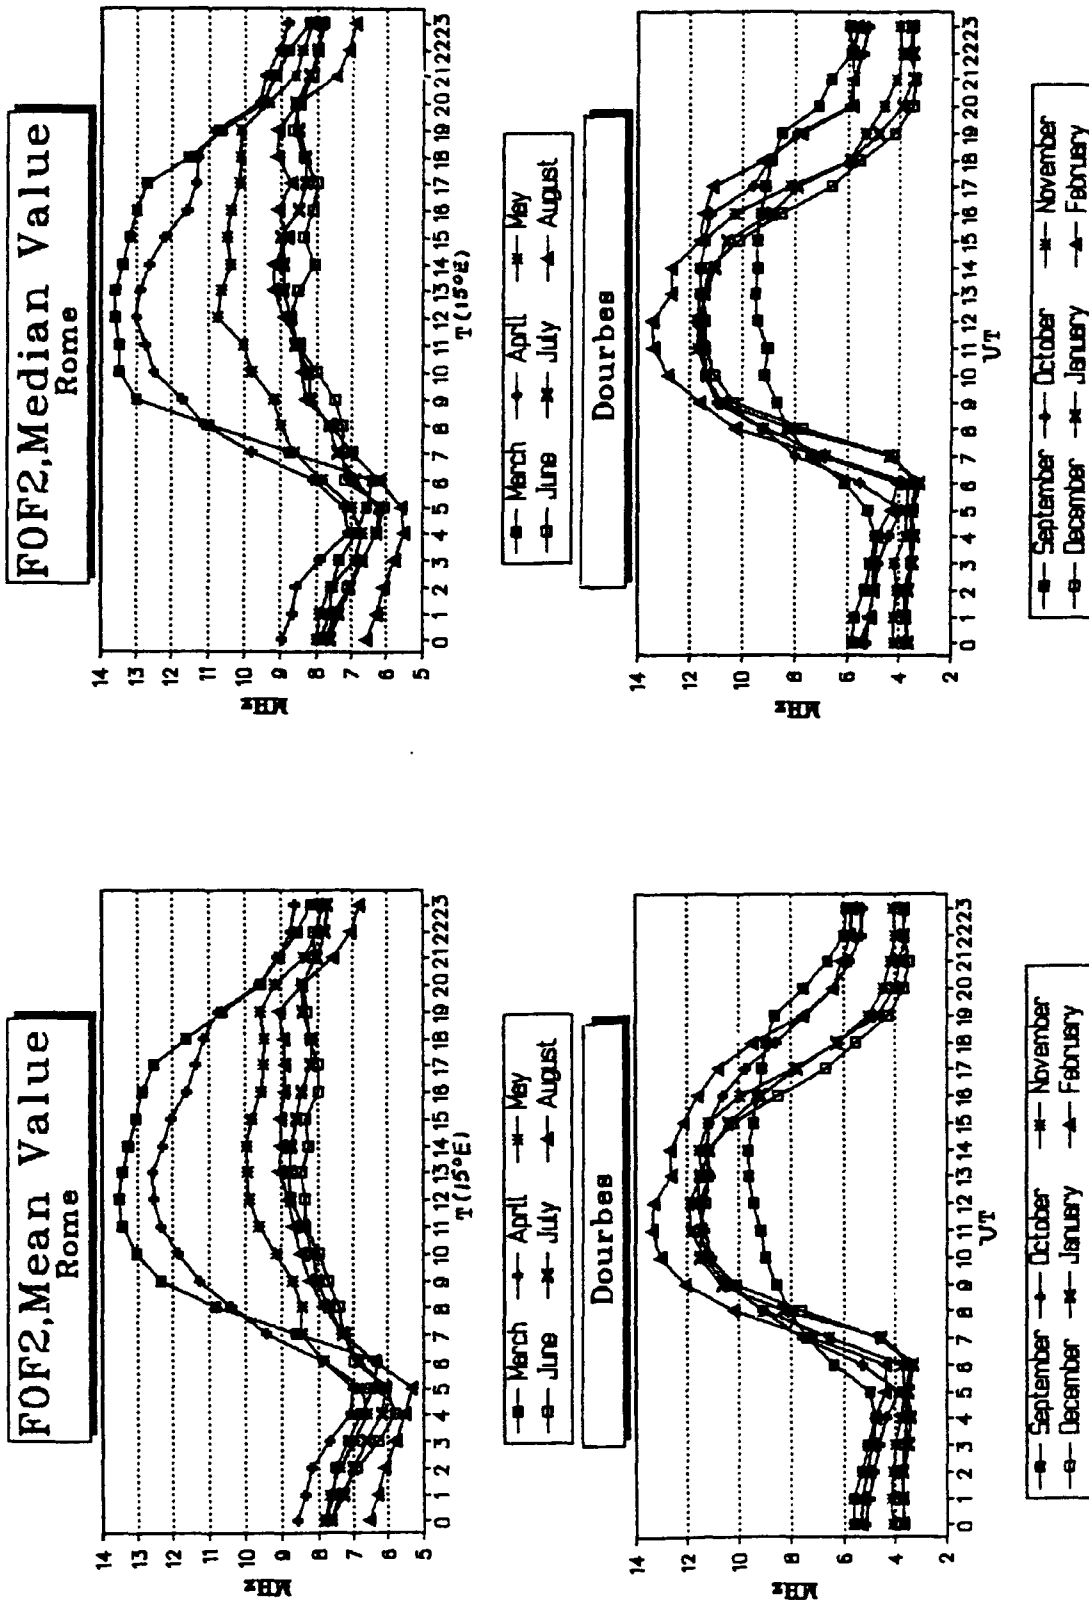 FOF2,Mean Value
Rome
14
13
12
11
10
9
8
7
6
5
MHz
0 1 2 3 4 5 6 7 8 9 10 11 12 13 14 15 16 17 18 19 20 21 22 23
T(15°E)
March April May
June July August
Dourbes
14
12
10
8
6
4
2
MHz
0 1 2 3 4 5 6 7 8 9 10 11 12 13 14 15 16 17 18 19 20 21 22 23
UT
September October November
December January February
FOF2,Median Value
Rome
14
13
12
11
10
9
8
7
6
5
MHz
0 1 2 3 4 5 6 7 8 9 10 11 12 13 14 15 16 17 18 19 20 21 22 23
T(15°E)
March April May
June July August
Dourbes
14
12
10
8
6
4
2
MHz
0 1 2 3 4 5 6 7 8 9 10 11 12 13 14 15 16 17 18 19 20 21 22 23
UT
September October November
December January February